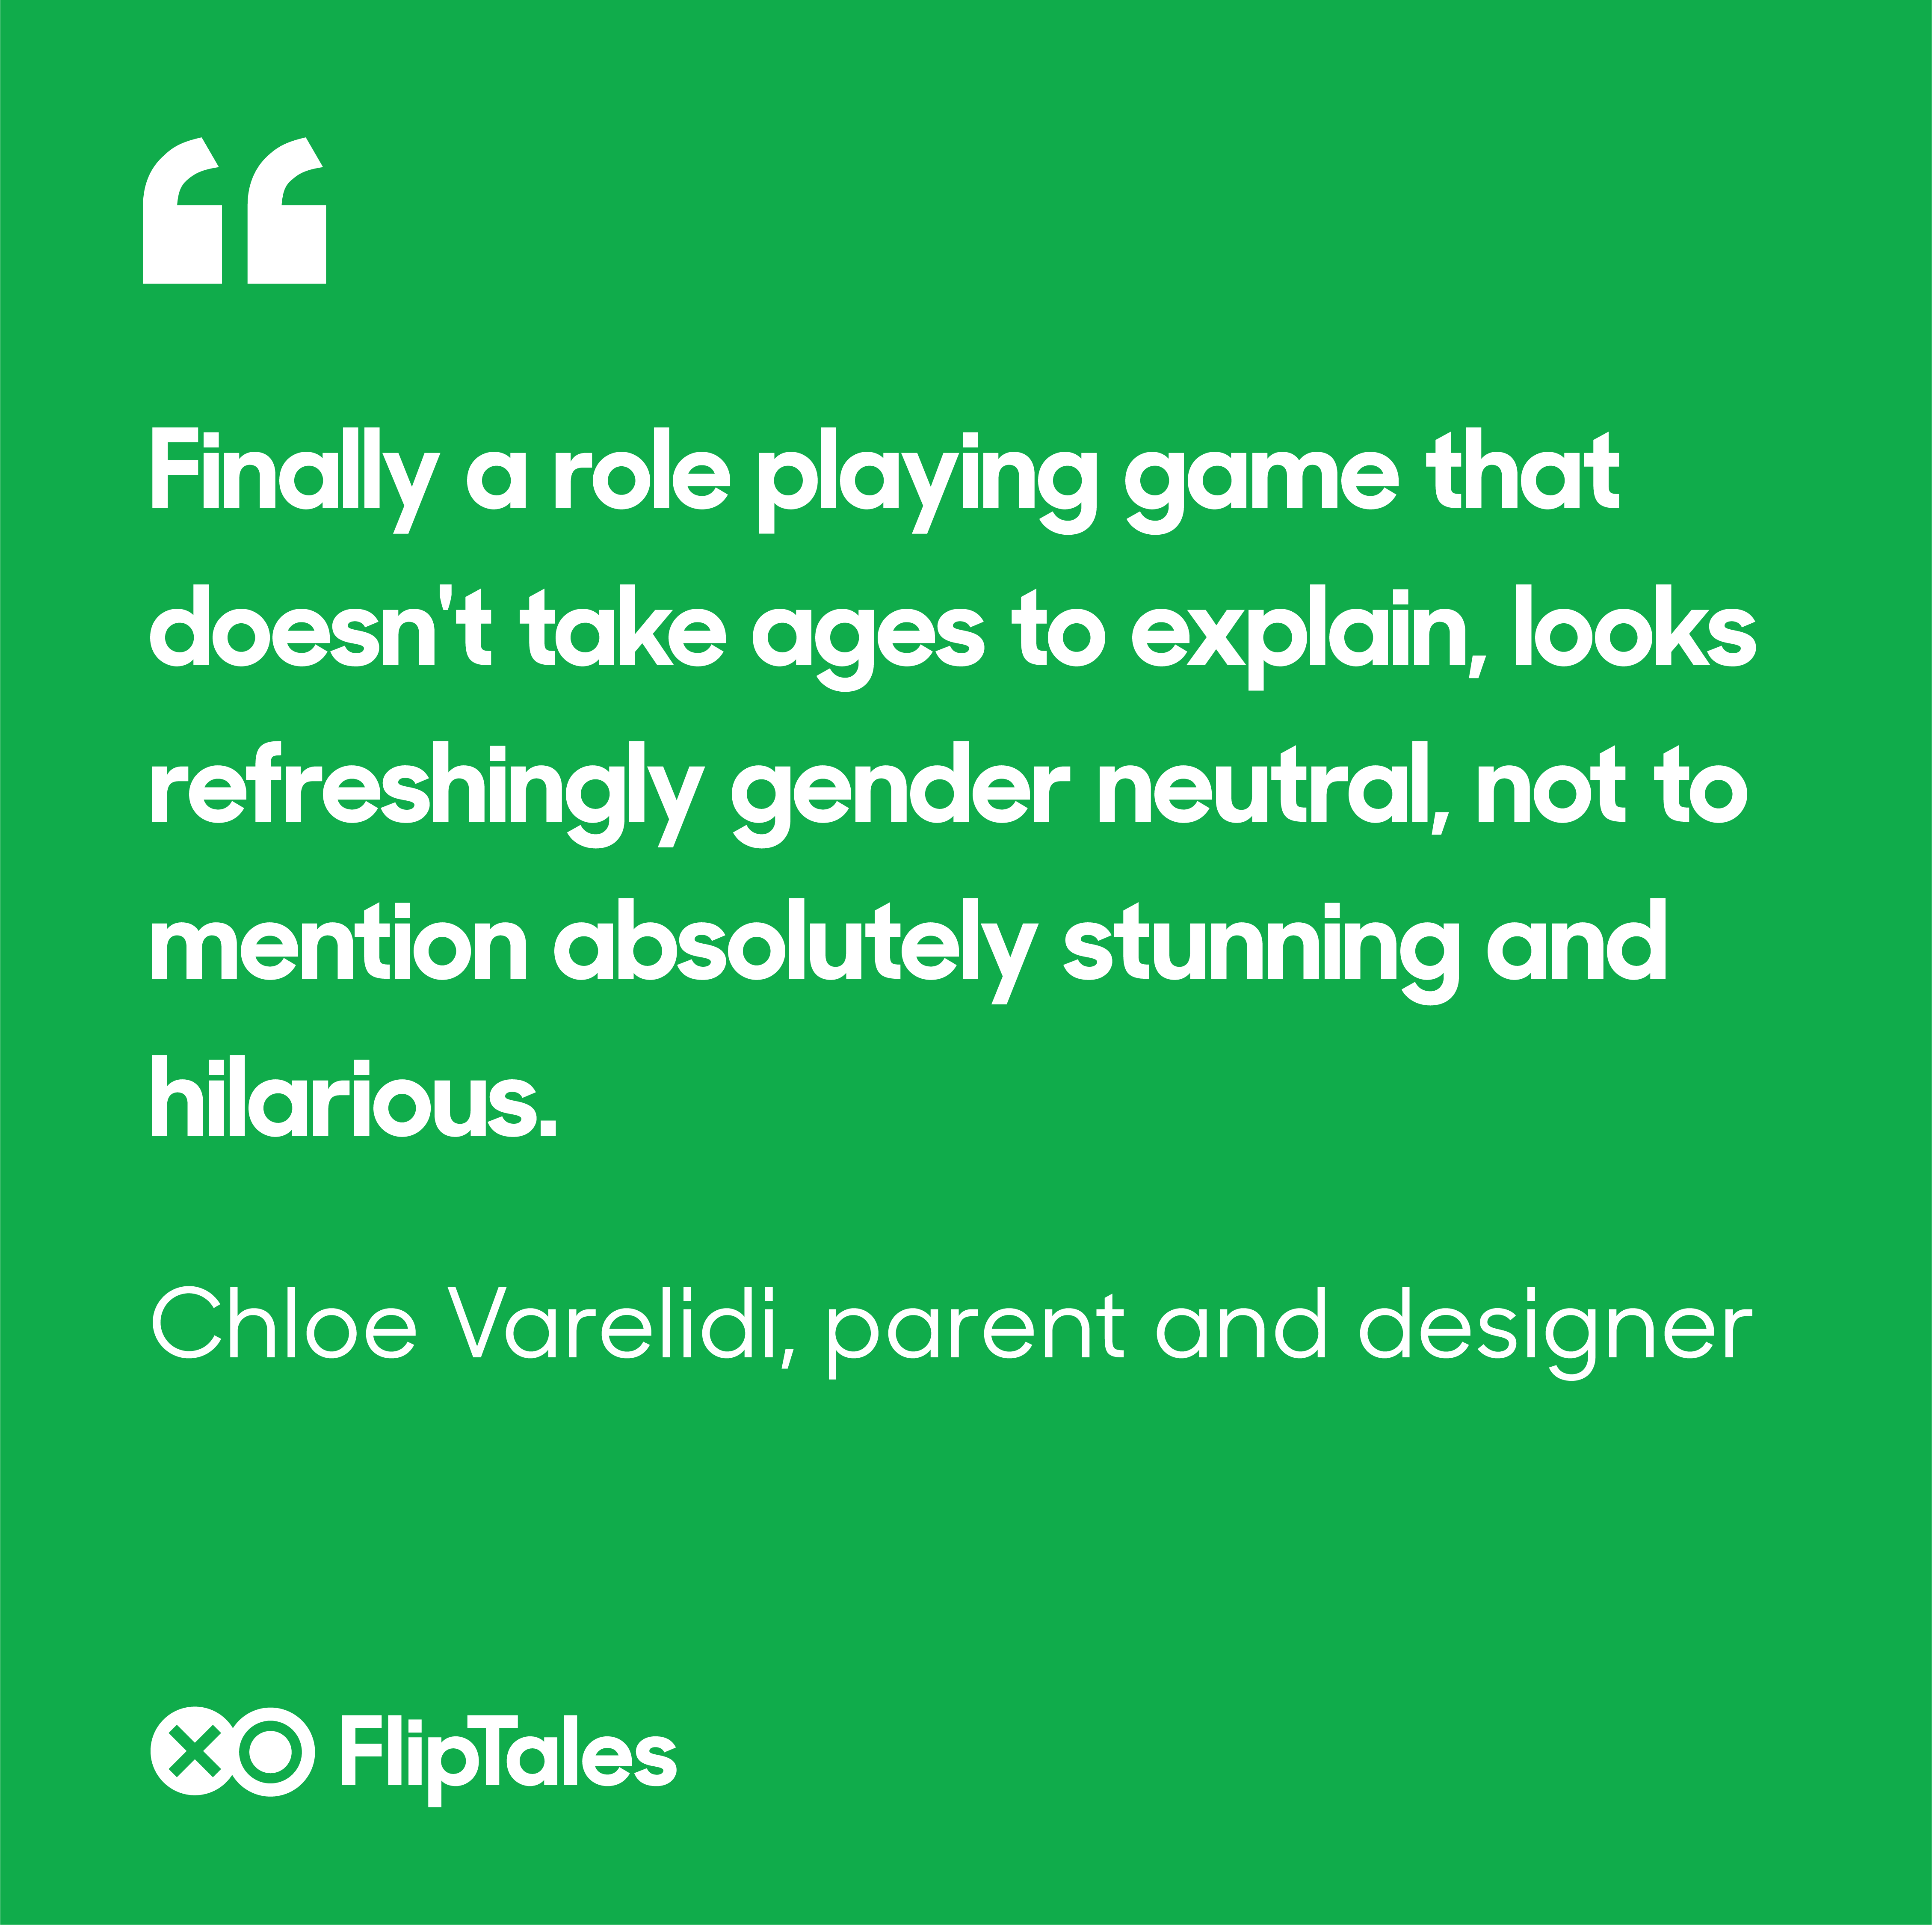 “
Finally a role playing game that
doesn't take ages to explain, looks
refreshingly gender neutral, not to
mention absolutely stunning and
hilarious.
Chloe Varelidi, parent and designer
XO FlipTales